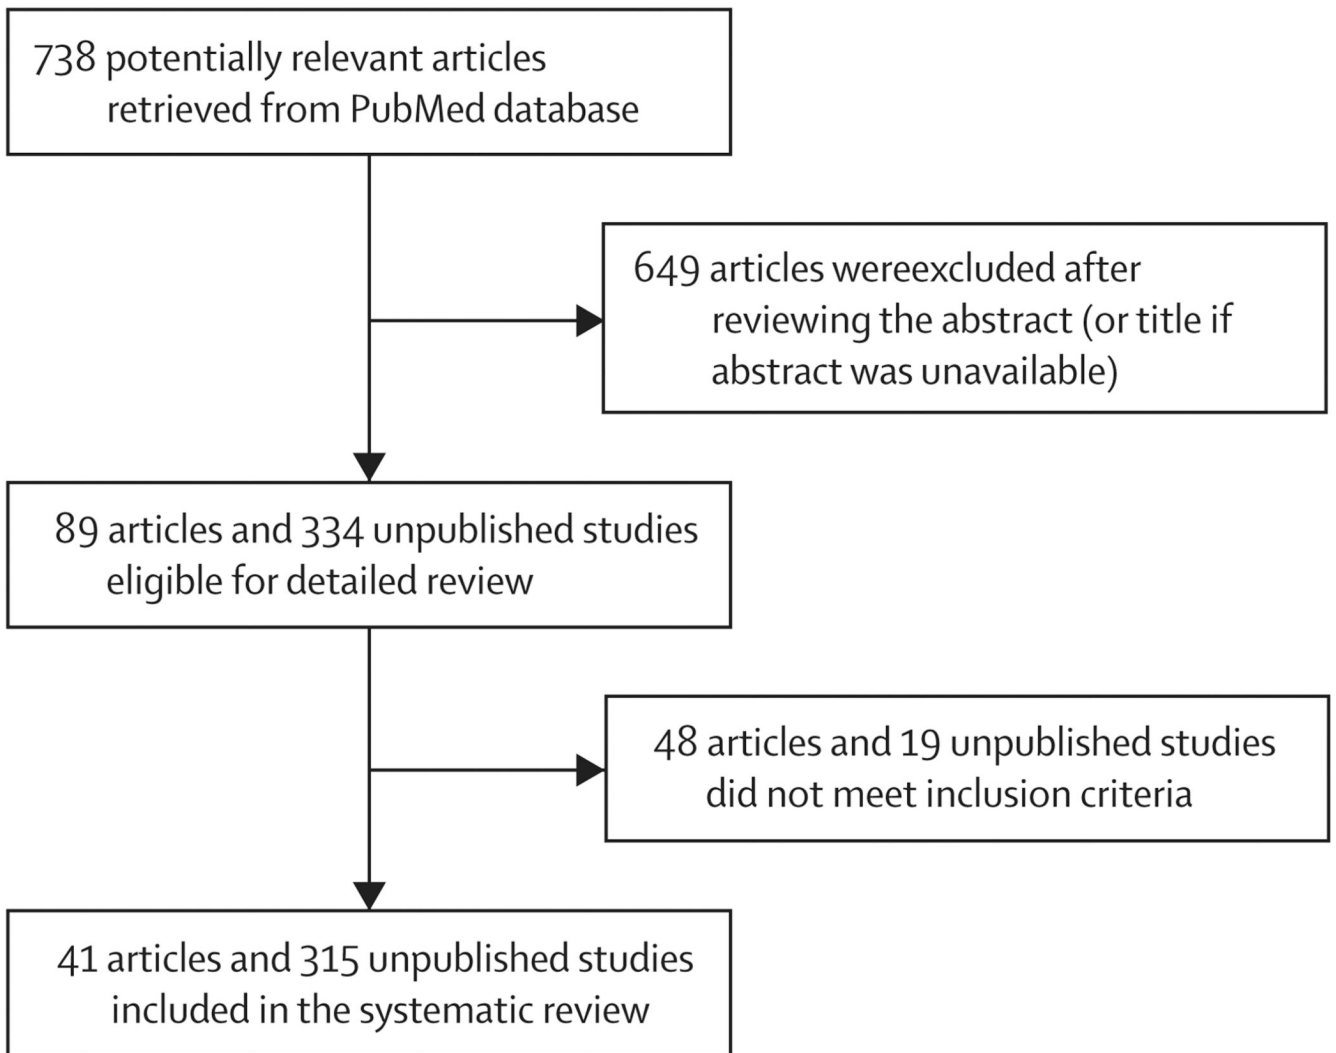 738 potentially relevant articles
retrieved from PubMed database
649 articles wereexcluded after
reviewing the abstract (or title if
abstract was unavailable)
89 articles and 334 unpublished studies
eligible for detailed review
48 articles and 19 unpublished studies
did not meet inclusion criteria
41 articles and 315 unpublished studies
included in the systematic review